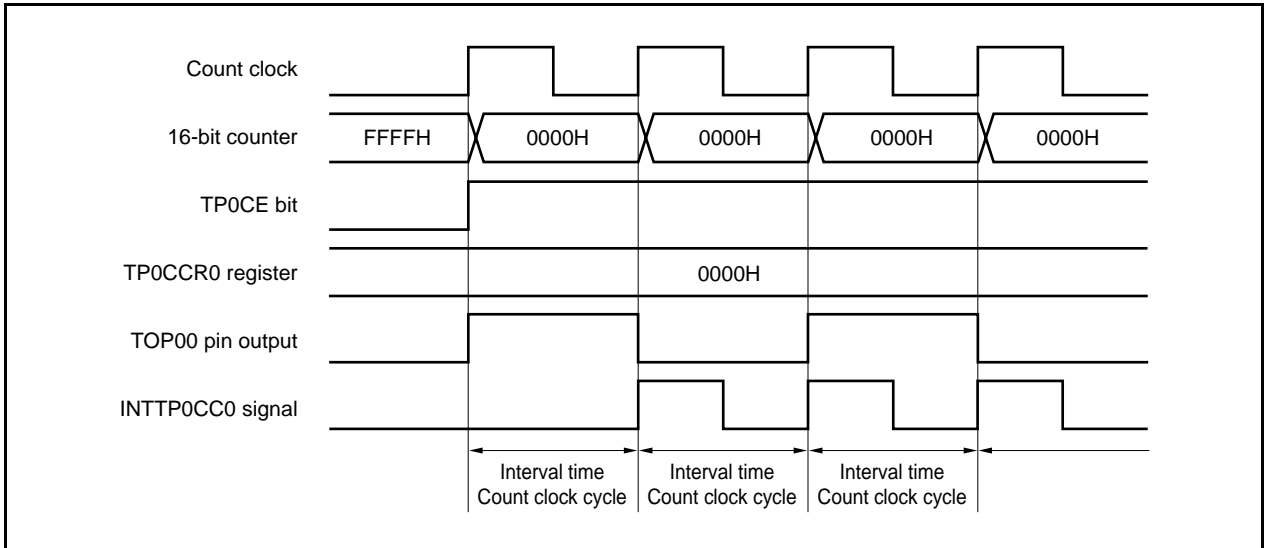 Count clock
16-bit counter FFFFH 0000H 0000H 0000H 0000H
TP0CE bit
TP0CCR0 register 0000H
TOP00 pin output
INTTP0CC0 signal
Interval time Interval time Interval time
Count clock cycle Count clock cycle Count clock cycle